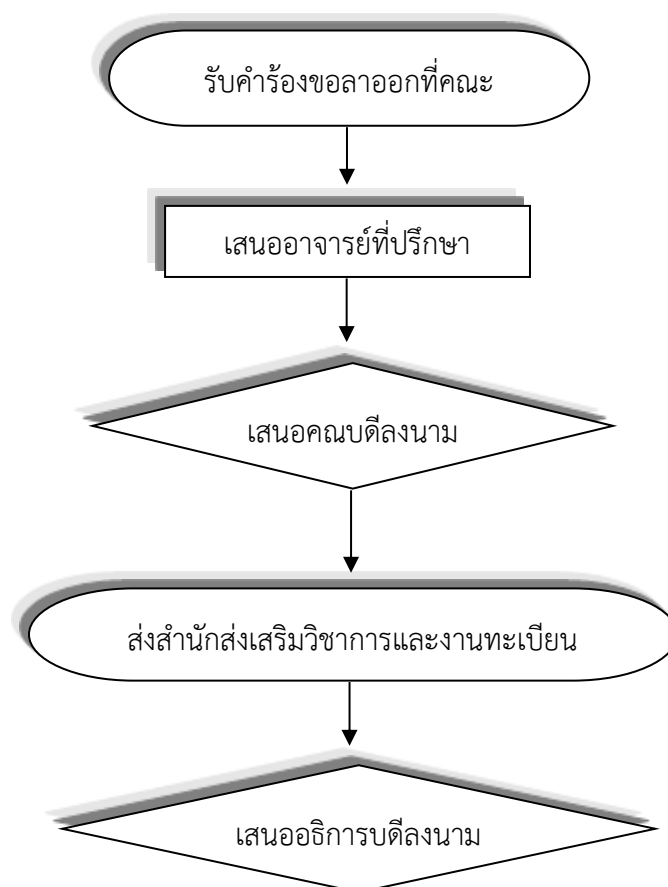 รับคำร้องขอลาออกที่คณะ
เสนออาจารย์ที่ปรึกษา
เสนอคณบดีลงนาม
ส่งสำนักส่งเสริมวิชาการและงานทะเบียน
เสนออธิการบดีลงนาม